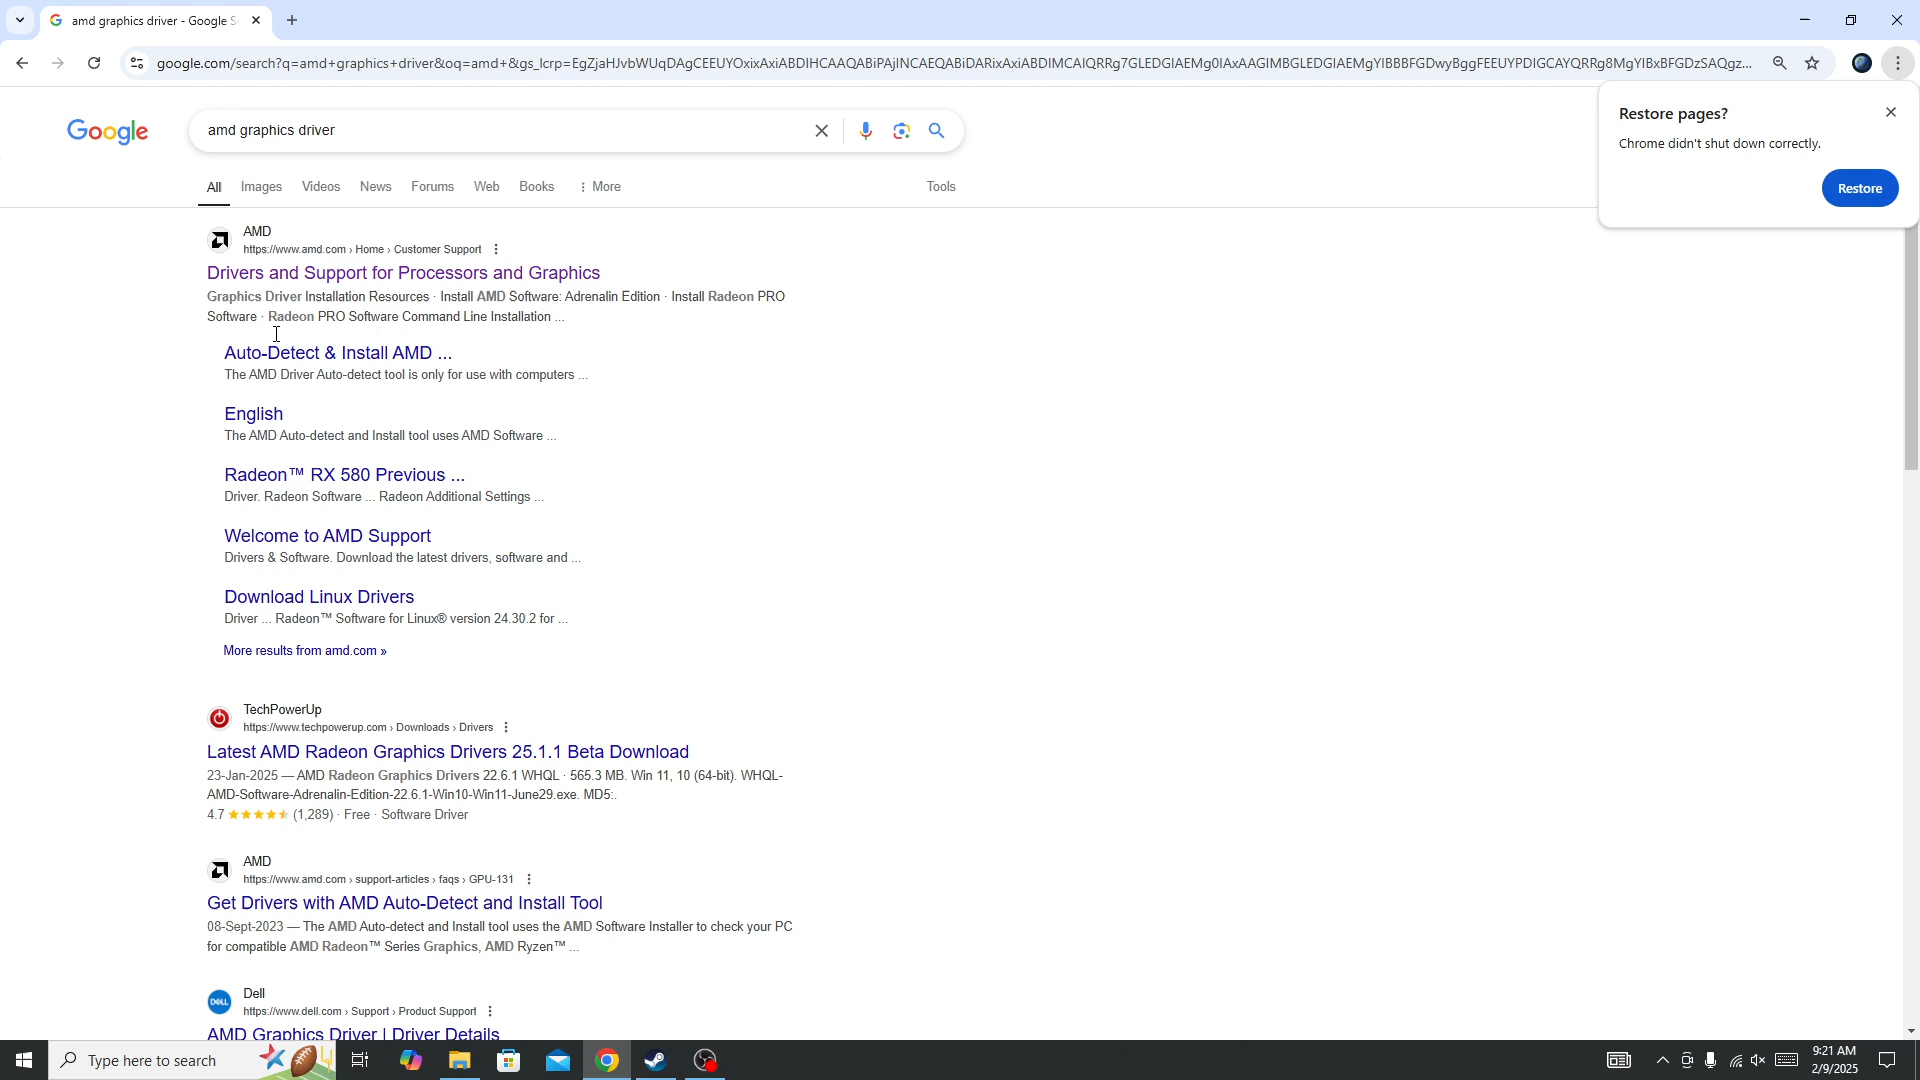 amd graphics driver - Google S
google.com/search?q=amd+graphics+driver&oq=amd+&gs_lcrp=EgZjaHJvbWUqDAgCEEUYOxixAxiABDIHCAAQABiPAjINCAEQABiDARixAxiABDIMCAIQRRg7GLEDGIAEMg0IAxAAGIMBGLEDGIAEMgYIBBBFGDwyBggFEEUYPDIGCAYQRRg8MgYIBxBFGDzSAQgz...
Restore pages?
Chrome didn't shut down correctly.
Restore
Google
amd graphics driver
All Images Videos News Forums Web Books More Tools
AMD
https://www.amd.com › Home › Customer Support
Drivers and Support for Processors and Graphics
Graphics Driver Installation Resources · Install AMD Software: Adrenalin Edition · Install Radeon PRO
Software · Radeon PRO Software Command Line Installation ...
Auto-Detect & Install AMD ...
The AMD Driver Auto-detect tool is only for use with computers ...
English
The AMD Auto-detect and Install tool uses AMD Software ...
Radeon™ RX 580 Previous ...
Driver. Radeon Software ... Radeon Additional Settings ...
Welcome to AMD Support
Drivers & Software. Download the latest drivers, software and ...
Download Linux Drivers
Driver ... Radeon™ Software for Linux® version 24.30.2 for ...
More results from amd.com »
TechPowerUp
https://www.techpowerup.com › Downloads › Drivers
Latest AMD Radeon Graphics Drivers 25.1.1 Beta Download
23-Jan-2025 — AMD Radeon Graphics Drivers 22.6.1 WHQL · 565.3 MB. Win 11, 10 (64-bit). WHQL-
AMD-Software-Adrenalin-Edition-22.6.1-Win10-Win11-June29.exe. MD5:.
4.7 (1,289) · Free · Software Driver
AMD
https://www.amd.com › support-articles › faqs › GPU-131
Get Drivers with AMD Auto-Detect and Install Tool
08-Sept-2023 — The AMD Auto-detect and Install tool uses the AMD Software Installer to check your PC
for compatible AMD Radeon™ Series Graphics, AMD Ryzen™ ...
DELL
Dell
https://www.dell.com › Support › Product Support
AMD Graphics Driver | Driver Details
Type here to search
9:21 AM
2/9/2025